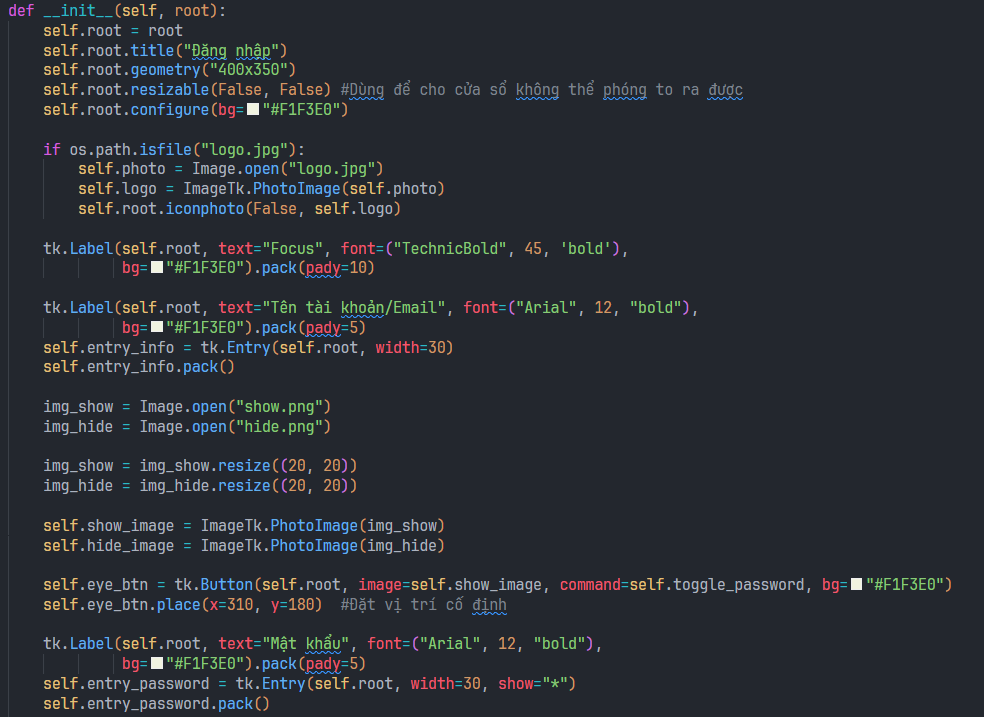 def __init__(self, root):
    self.root = root
    self.root.title("Đăng nhập")
    self.root.geometry("400x350")
    self.root.resizable(False, False) #Dùng để cho cửa sổ không thể phóng to ra được
    self.root.configure(bg="#F1F3E0")

    if os.path.isfile("logo.jpg"):
        self.photo = Image.open("logo.jpg")
        self.logo = ImageTk.PhotoImage(self.photo)
        self.root.iconphoto(False, self.logo)

    tk.Label(self.root, text="Focus", font=("TechnicBold", 45, 'bold'),
             bg="#F1F3E0").pack(pady=10)

    tk.Label(self.root, text="Tên tài khoản/Email", font=("Arial", 12, "bold"),
             bg="#F1F3E0").pack(pady=5)
    self.entry_info = tk.Entry(self.root, width=30)
    self.entry_info.pack()

    img_show = Image.open("show.png")
    img_hide = Image.open("hide.png")

    img_show = img_show.resize((20, 20))
    img_hide = img_hide.resize((20, 20))

    self.show_image = ImageTk.PhotoImage(img_show)
    self.hide_image = ImageTk.PhotoImage(img_hide)

    self.eye_btn = tk.Button(self.root, image=self.show_image, command=self.toggle_password, bg="#F1F3E0")
    self.eye_btn.place(x=310, y=180)  #Đặt vị trí cố định

    tk.Label(self.root, text="Mật khẩu", font=("Arial", 12, "bold"),
             bg="#F1F3E0").pack(pady=5)
    self.entry_password = tk.Entry(self.root, width=30, show="*")
    self.entry_password.pack()